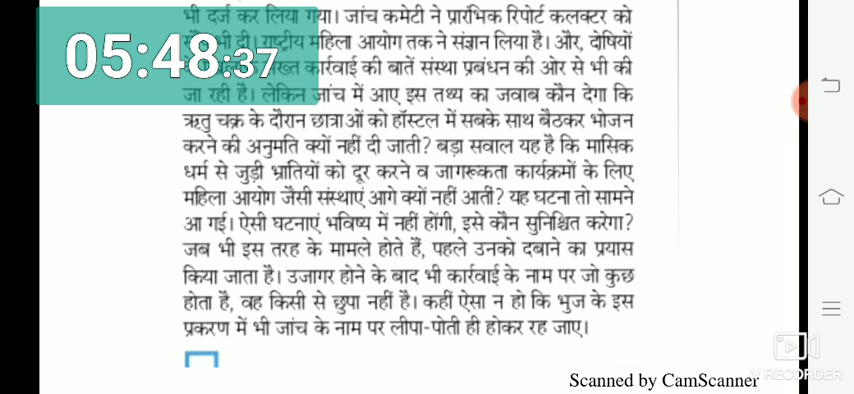 भी दर्ज कर लिया गया। जांच कमेटी ने प्रारंभिक रिपोर्ट कलक्टर को
भी दी। राष्ट्रीय महिला आयोग तक ने संज्ञान लिया है। और, दोषियों
05:48:37
सख्त कार्रवाई की बातें संस्था प्रबंधन की ओर से भी की
जा रही है। लेकिन जांच में आए इस तथ्य का जवाब कौन देगा कि
ऋतु चक्र के दौरान छात्राओं को हॉस्टल में सबके साथ बैठकर भोजन
करने की अनुमति क्यों नहीं दी जाती? बड़ा सवाल यह है कि मासिक
धर्म से जुड़ी भ्रातियों को दूर करने व जागरूकता कार्यक्रमों के लिए
महिला आयोग जैसी संस्थाएं आगे क्यों नहीं आतीं? यह घटना तो सामने
आ गई। ऐसी घटनाएं भविष्य में नहीं होंगी, इसे कौन सुनिश्चित करेगा?
जब भी इस तरह के मामले होते हैं, पहले उनको दबाने का प्रयास
किया जाता है। उजागर होने के बाद भी कार्रवाई के नाम पर जो कुछ
होता है, वह किसी से छुपा नहीं है। कहीं ऐसा न हो कि भुज के इस
प्रकरण में भी जांच के नाम पर लीपा-पोती ही होकर रह जाए।
Scanned by CamScanner
V RECORDER